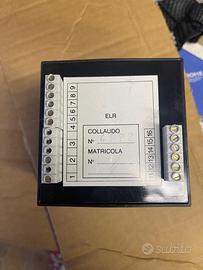 ELR
COLLAUDO
N°
MATRICOLA
N°
1 2 3 4 5 6 7 8 9
12 13 14 15 16
subito